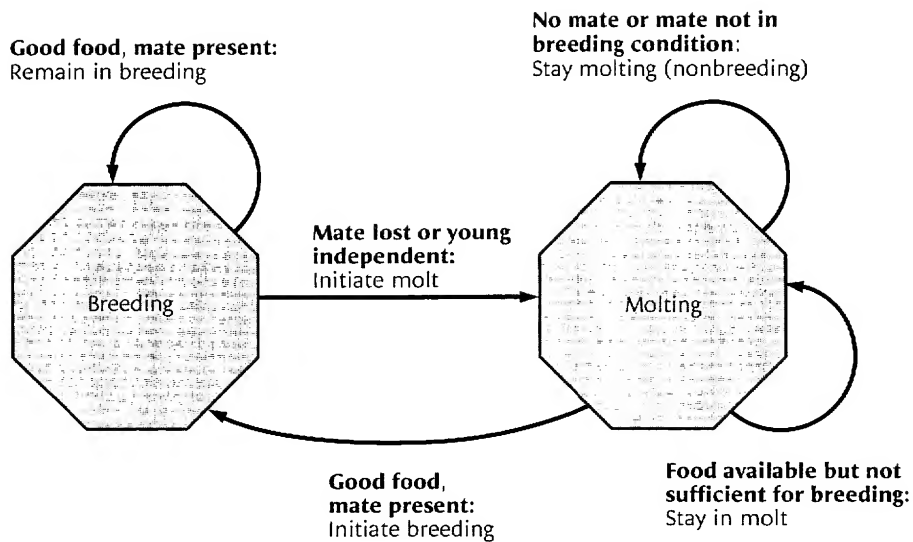 Good food, mate present:
Remain in breeding
No mate or mate not in
breeding condition:
Stay molting (nonbreeding)
Mate lost or young
independent:
Initiate molt
Breeding
Molting
Good food,
mate present:
Initiate breeding
Food available but not
sufficient for breeding:
Stay in molt